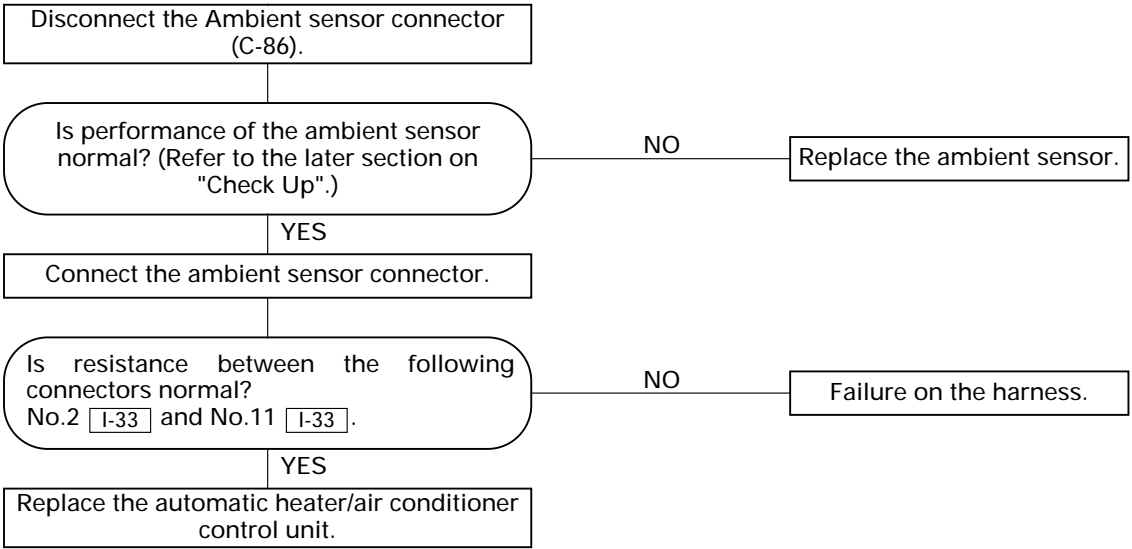 Disconnect the Ambient sensor connector
(C-86).
Is performance of the ambient sensor
normal? (Refer to the later section on
"Check Up".)
NO
Replace the ambient sensor.
YES
Connect the ambient sensor connector.
Is resistance between the following
connectors normal?
No.2 I-33 and No.11 I-33 .
NO
Failure on the harness.
YES
Replace the automatic heater/air conditioner
control unit.